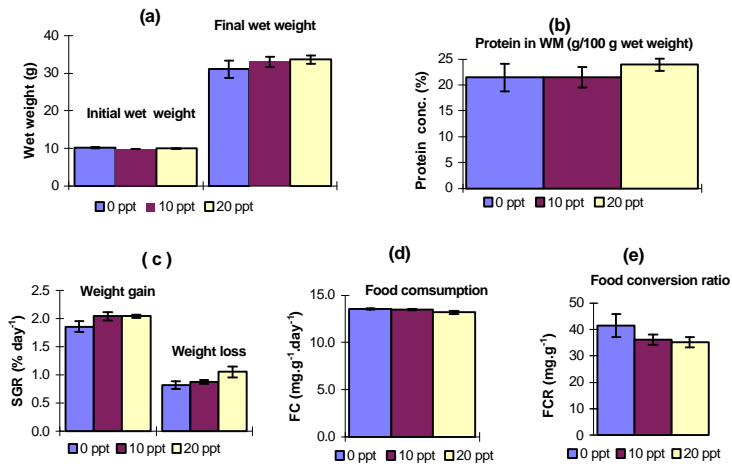 (a)
Final wet weight
Initial wet weight
Wet weight (g)
40
30
20
10
0
0 ppt 10 ppt 20 ppt
(b)
Protein in WM (g/100 g wet weight)
Protein conc. (%)
25
20
15
10
5
0
0 ppt 10 ppt 20 ppt
( c )
Weight gain
Weight loss
SGR (% day-1)
2.5
2.0
1.5
1.0
0.5
0.0
0 ppt 10 ppt 20 ppt
(d)
Food comsumption
FC (mg.g-1.day-1)
15.0
10.0
5.0
0.0
0 ppt 10 ppt 20 ppt
(e)
Food conversion ratio
FCR (mg.g-1)
50
40
30
20
10
0
0 ppt 10 ppt 20 ppt